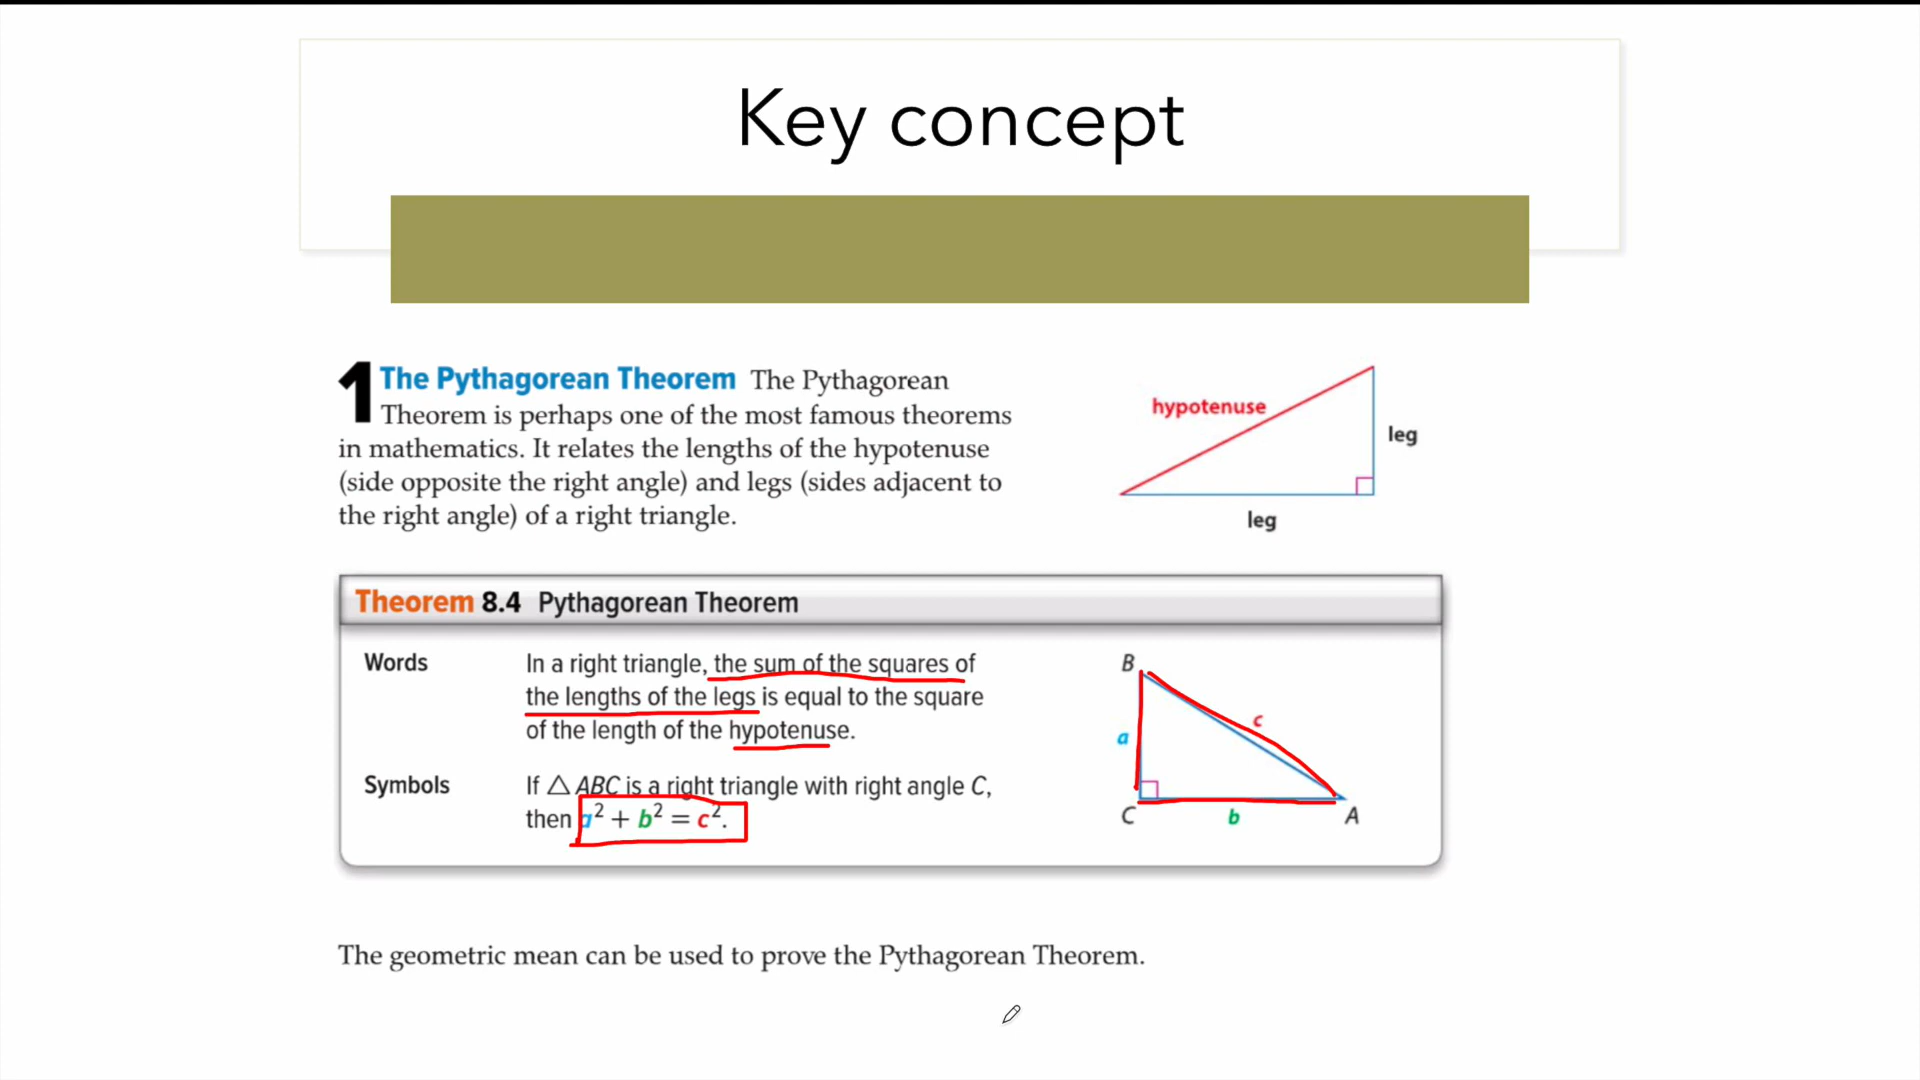 Key concept
1 The Pythagorean Theorem The Pythagorean
Theorem is perhaps one of the most famous theorems
in mathematics. It relates the lengths of the hypotenuse
(side opposite the right angle) and legs (sides adjacent to
the right angle) of a right triangle.
hypotenuse
leg
leg
Theorem 8.4 Pythagorean Theorem
Words In a right triangle, the sum of the squares of
the lengths of the legs is equal to the square
of the length of the hypotenuse.
Symbols If △ABC is a right triangle with right angle C,
then a² + b² = c².
B
c
a
C b A
The geometric mean can be used to prove the Pythagorean Theorem.